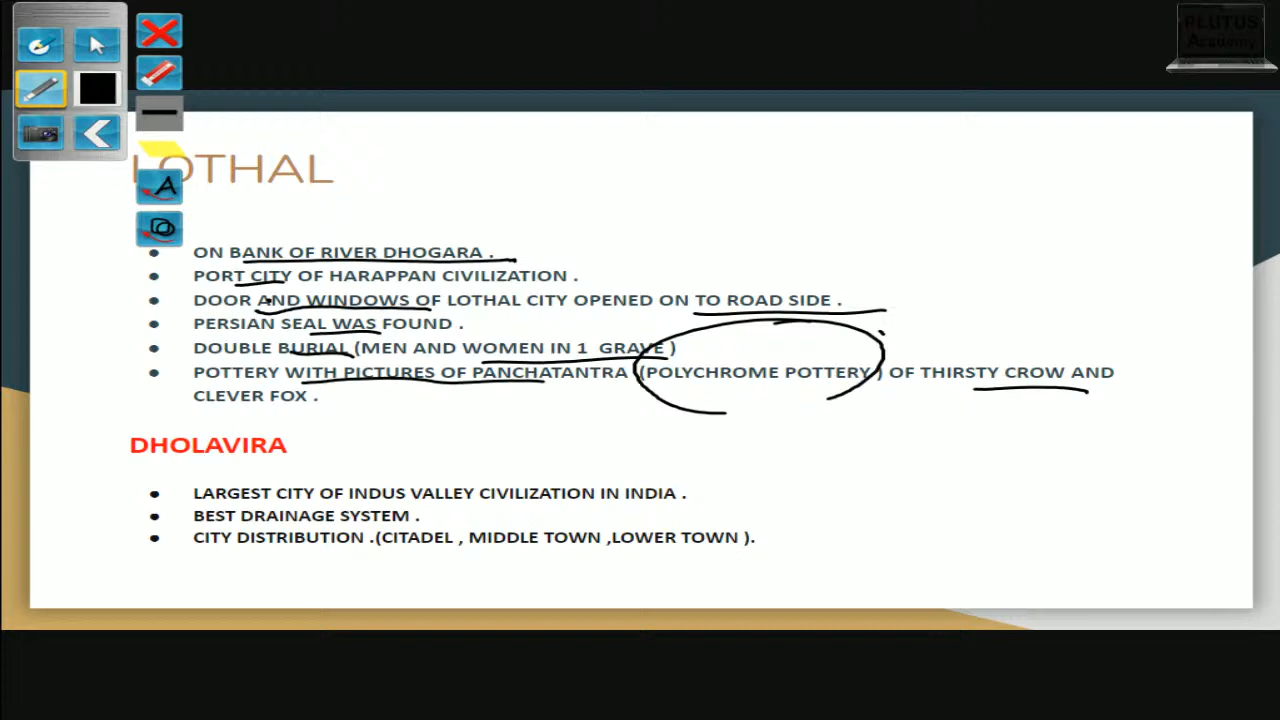 PLUTUS
Academy
LOTHAL
ON BANK OF RIVER DHOGARA .
PORT CITY OF HARAPPAN CIVILIZATION .
DOOR AND WINDOWS OF LOTHAL CITY OPENED ON TO ROAD SIDE .
PERSIAN SEAL WAS FOUND .
DOUBLE BURIAL (MEN AND WOMEN IN 1 GRAVE )
POTTERY WITH PICTURES OF PANCHATANTRA (POLYCHROME POTTERY ) OF THIRSTY CROW AND
CLEVER FOX .
DHOLAVIRA
LARGEST CITY OF INDUS VALLEY CIVILIZATION IN INDIA .
BEST DRAINAGE SYSTEM .
CITY DISTRIBUTION .(CITADEL , MIDDLE TOWN ,LOWER TOWN ).